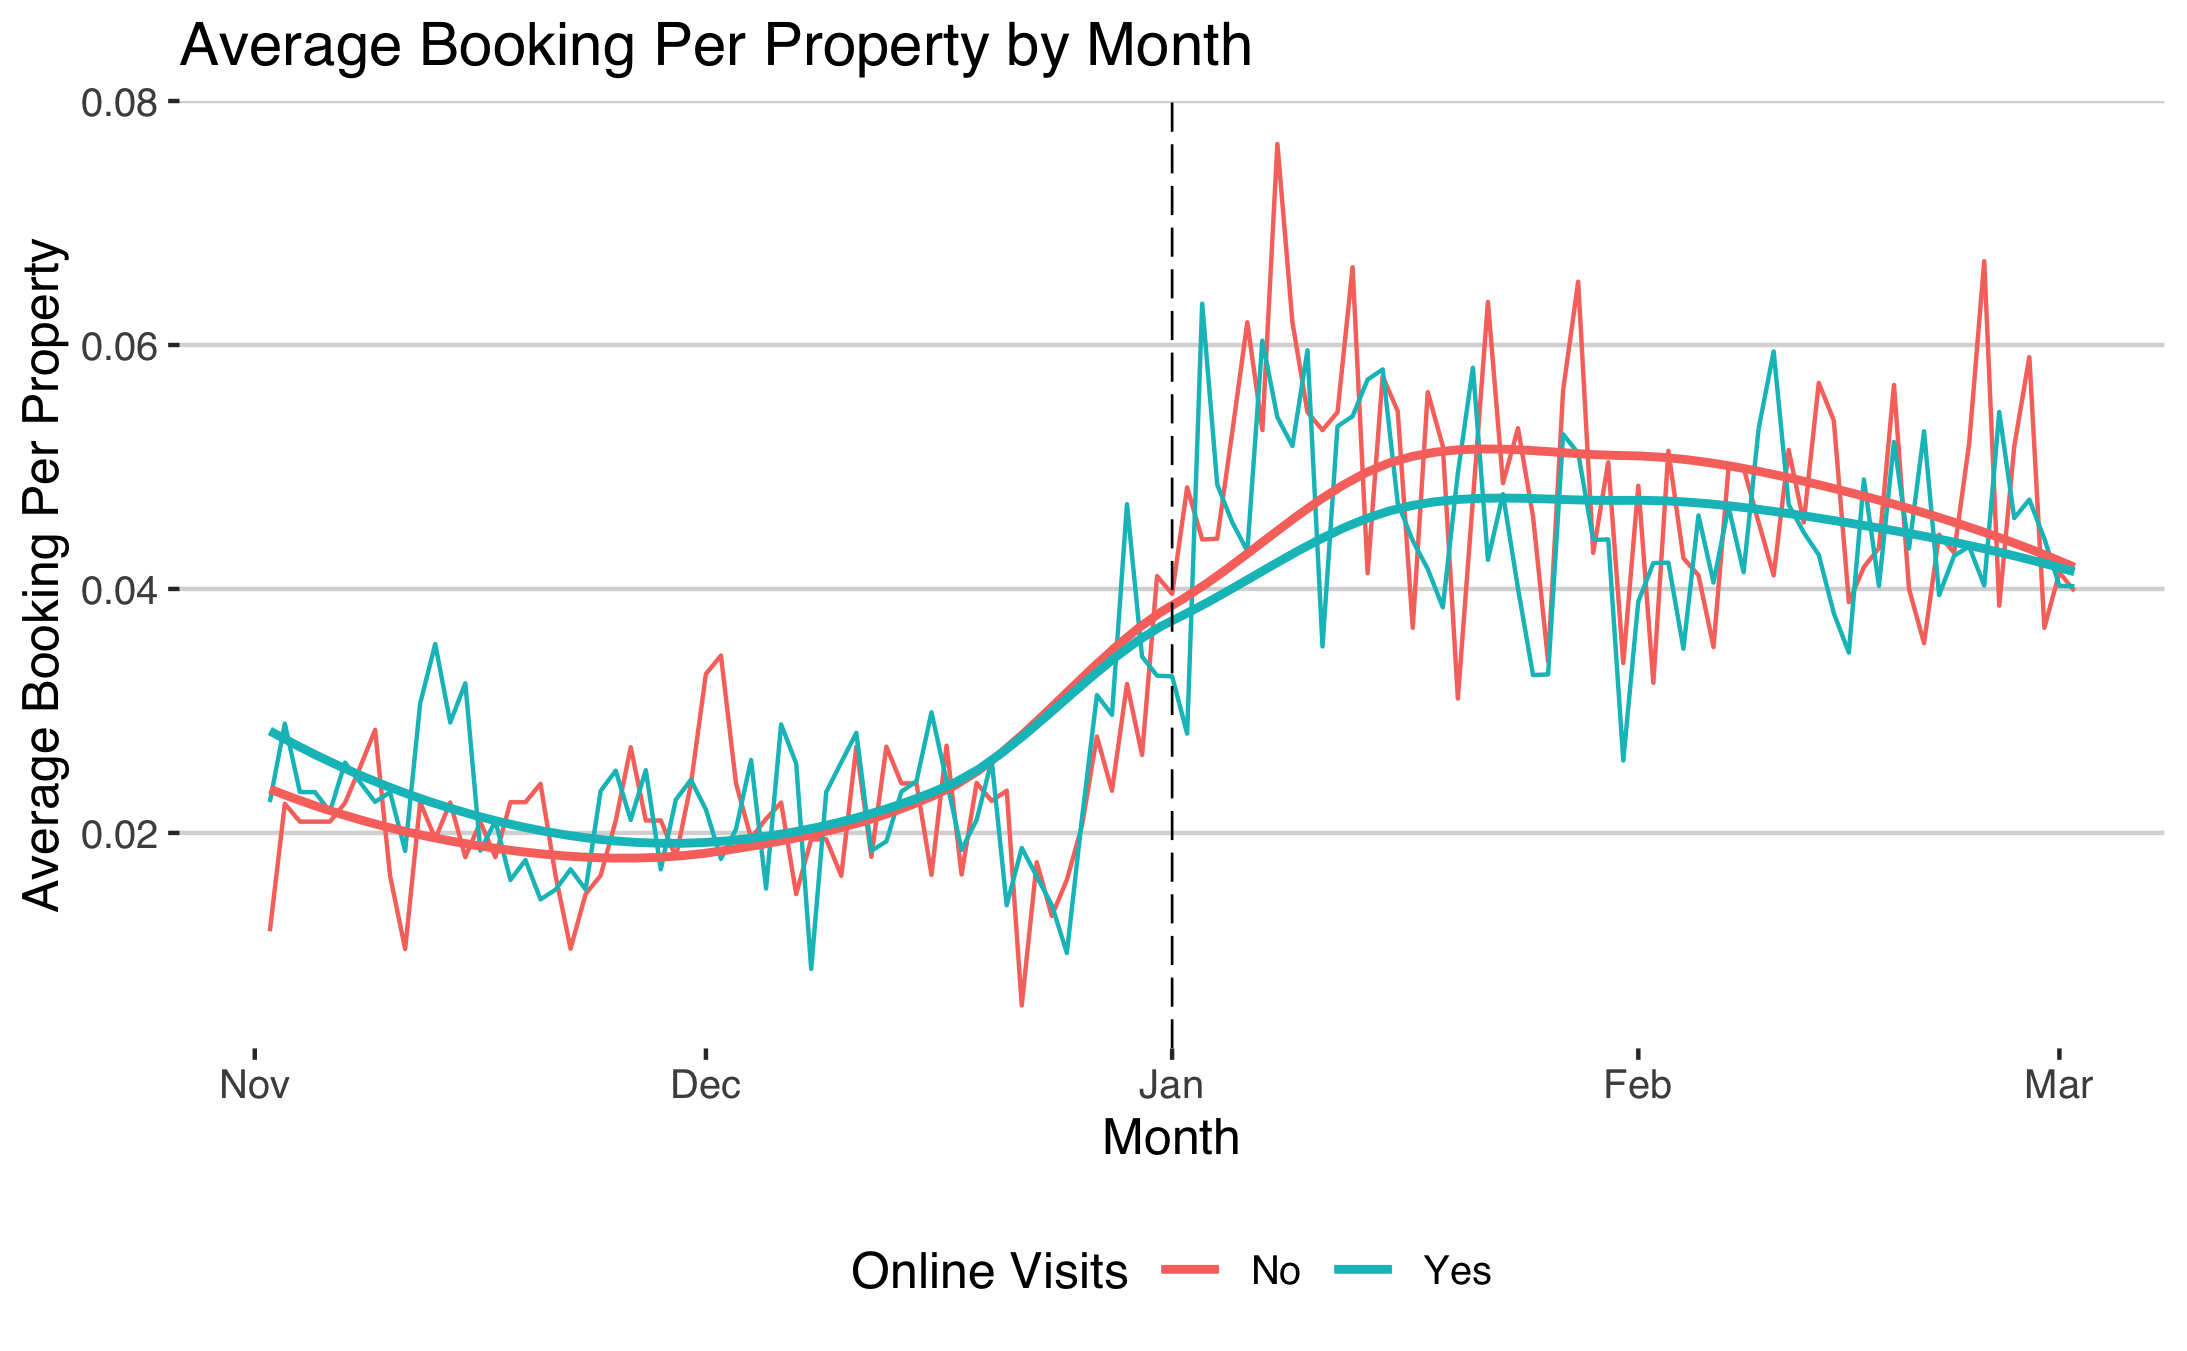 Average Booking Per Property by Month
Average Booking Per Property
0.08
0.06
0.04
0.02
Nov Dec Jan Feb Mar
Month
Online Visits No Yes